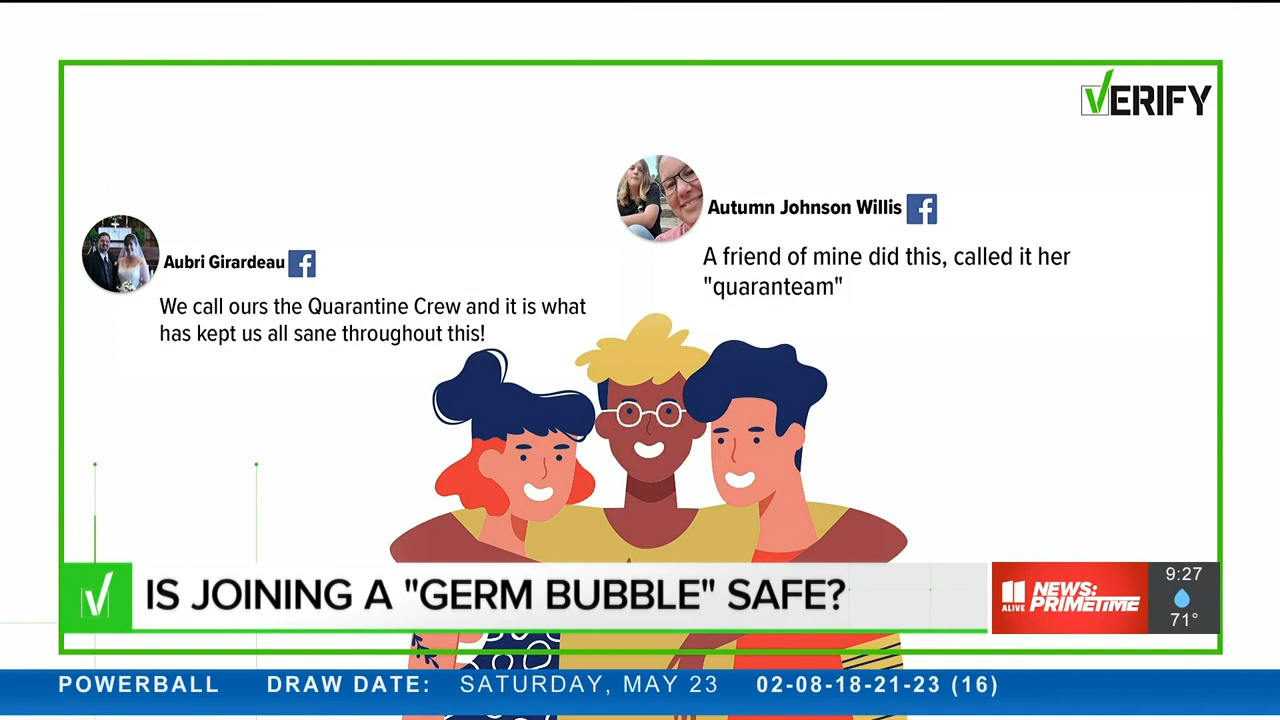 VERIFY
Autumn Johnson Willis
A friend of mine did this, called it her
"quaranteam"
Aubri Girardeau
We call ours the Quarantine Crew and it is what
has kept us all sane throughout this!
IS JOINING A "GERM BUBBLE" SAFE?
11 ALIVE NEWS: PRIMETIME
9:27
71°
POWERBALL DRAW DATE: SATURDAY, MAY 23 02-08-18-21-23 (16)